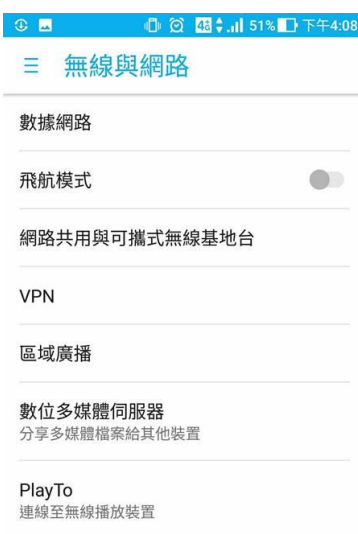 4G 51% 下午4:08
無線與網路
數據網路
飛航模式
網路共用與可攜式無線基地台
VPN
區域廣播
數位多媒體伺服器
分享多媒體檔案給其他裝置
PlayTo
連線至無線播放裝置